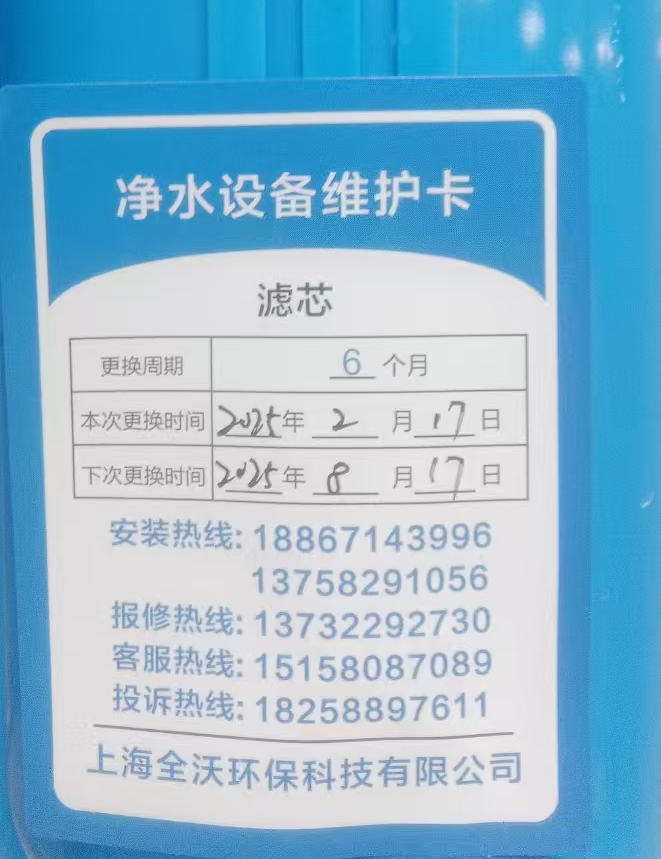 净水设备维护卡
滤芯
更换周期 6 个月
本次更换时间 2025年 2 月 17 日
下次更换时间 2025年 8 月 17 日
安装热线: 18867143996
13758291056
报修热线: 13732292730
客服热线: 15158087089
投诉热线: 18258897611
上海全沃环保科技有限公司